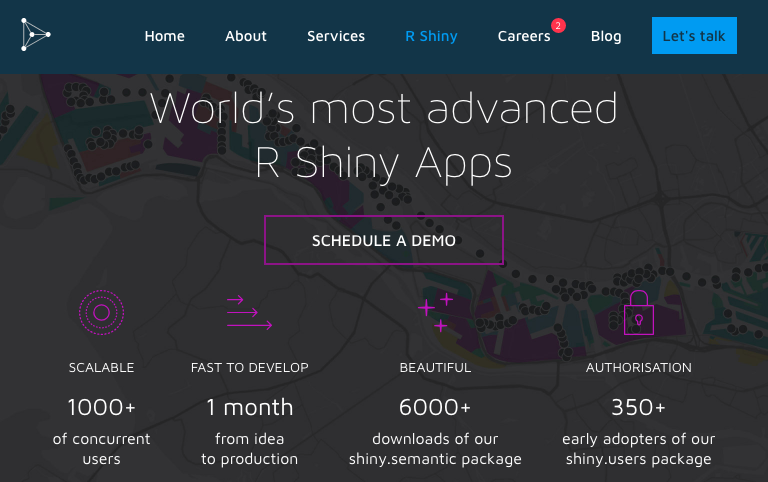 Home About Services R Shiny Careers 2 Blog Let's talk
World's most advanced
R Shiny Apps
SCHEDULE A DEMO
SCALABLE FAST TO DEVELOP BEAUTIFUL AUTHORISATION
1000+ 1 month 6000+ 350+
of concurrent from idea downloads of our early adopters of our
users to production shiny.semantic package shiny.users package